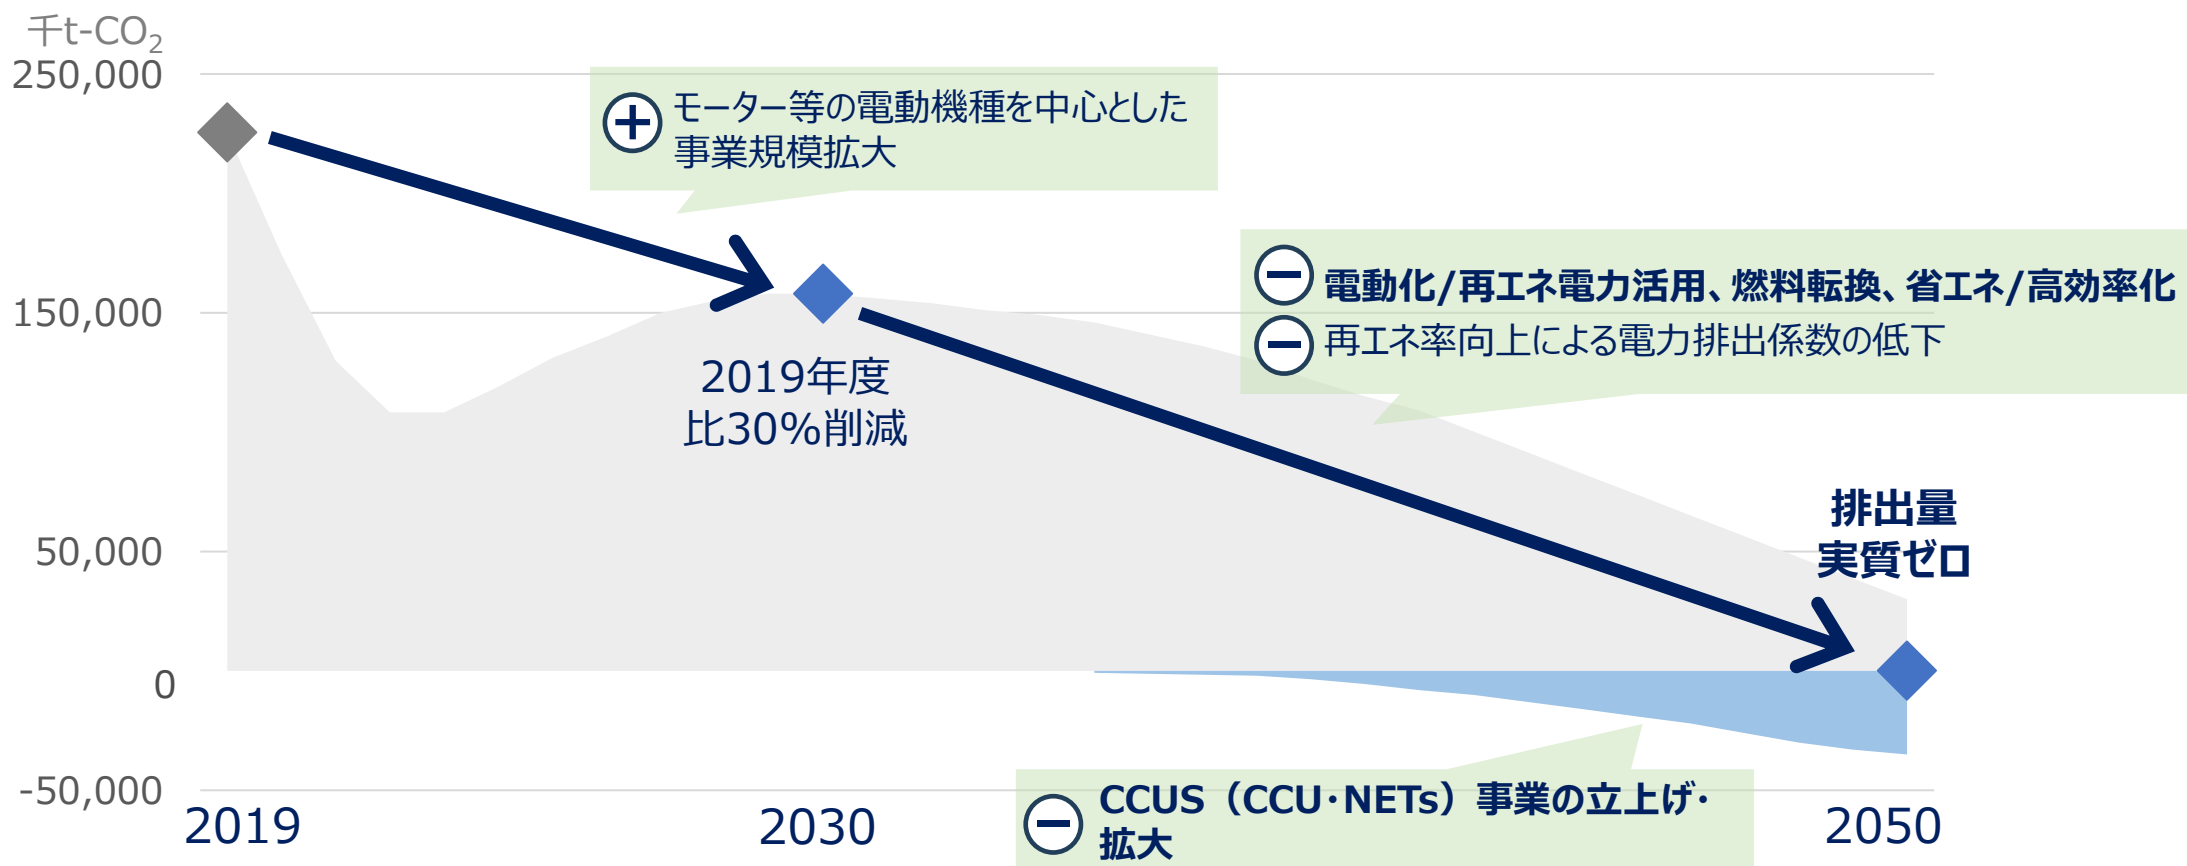 千t-CO₂
250,000
150,000
50,000
0
-50,000
モーター等の電動機種を中心とした
事業規模拡大
電動化/再エネ電力活用、燃料転換、省エネ/高効率化
再エネ率向上による電力排出係数の低下
2019年度
比30%削減
排出量
実質ゼロ
CCUS（CCU・NETs）事業の立上げ・
拡大
2019
2030
2050